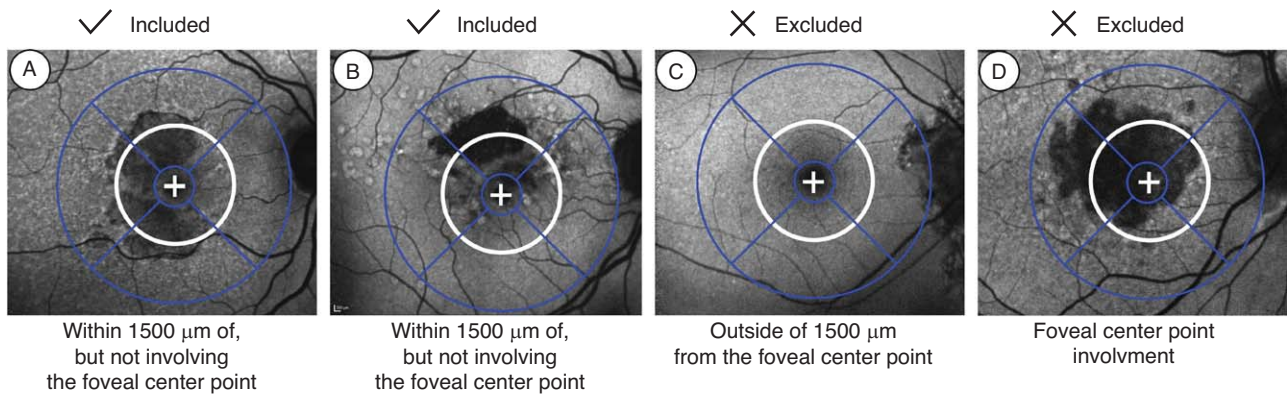 Included
Included
Excluded
Excluded
A
B
C
D
Within 1500 μm of,
but not involving
the foveal center point
Within 1500 μm of,
but not involving
the foveal center point
Outside of 1500 μm
from the foveal center point
Foveal center point
involvment